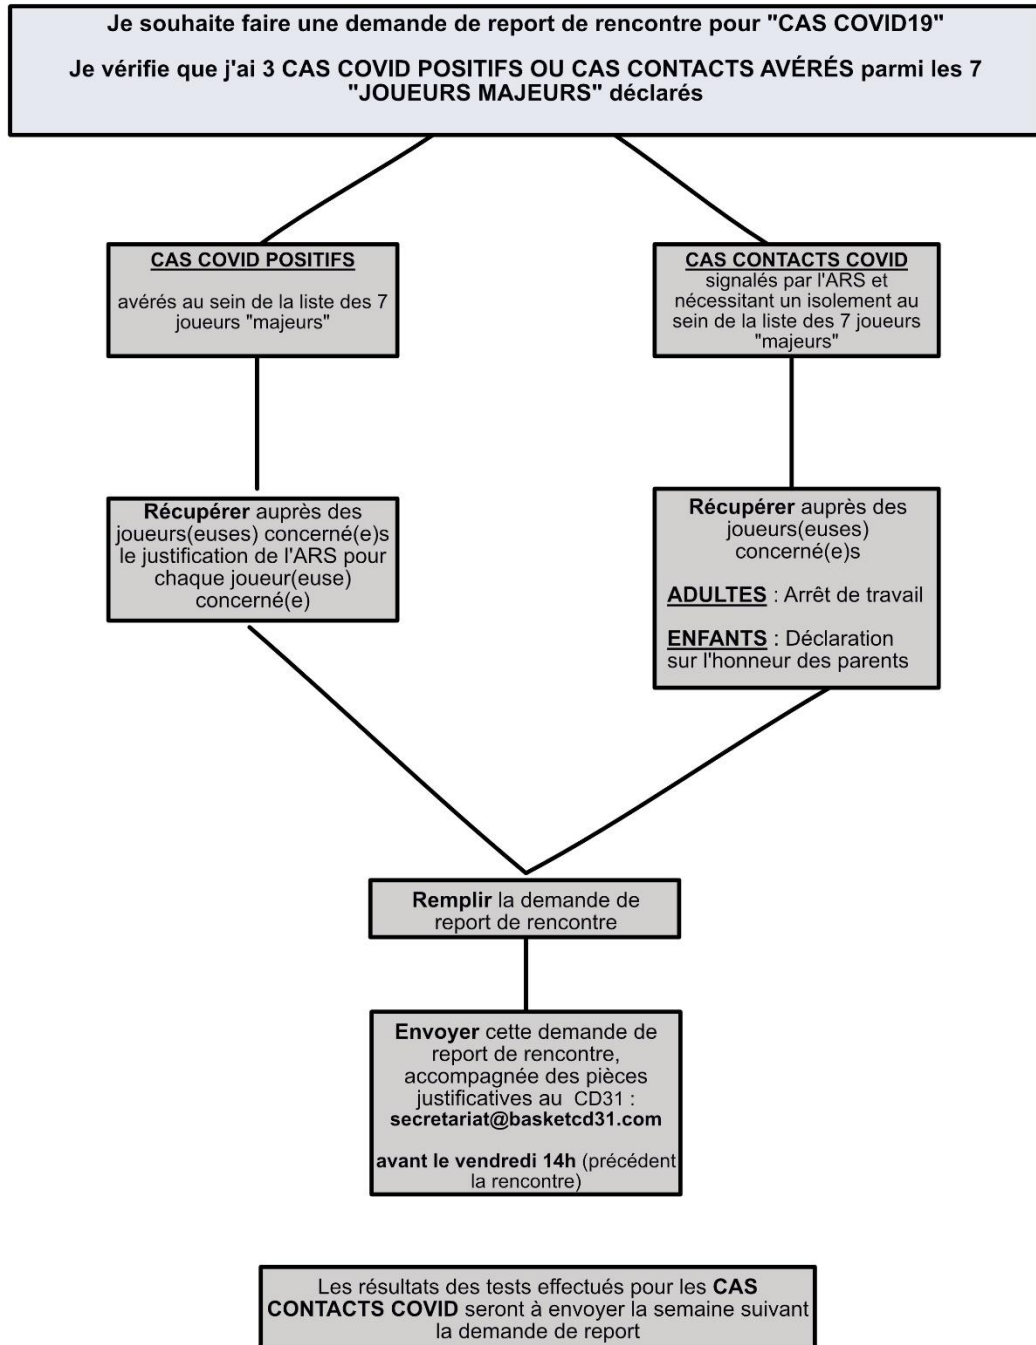 Je souhaite faire une demande de report de rencontre pour "CAS COVID19"
Je vérifie que j'ai 3 CAS COVID POSITIFS OU CAS CONTACTS AVÉRÉS parmi les 7
"JOUEURS MAJEURS" déclarés
CAS COVID POSITIFS
avérés au sein de la liste des 7
joueurs "majeurs"
CAS CONTACTS COVID
signalés par l'ARS et
nécessitant un isolement au
sein de la liste des 7 joueurs
"majeurs"
Récupérer auprès des
joueurs(euses) concerné(e)s
le justification de l'ARS pour
chaque joueur(euse)
concerné(e)
Récupérer auprès des
joueurs(euses)
concerné(e)s
ADULTES : Arrêt de travail
ENFANTS : Déclaration
sur l'honneur des parents
Remplir la demande de
report de rencontre
Envoyer cette demande de
report de rencontre,
accompagnée des pièces
justificatives au CD31 :
secretariat@basketcd31.com
avant le vendredi 14h (précédent
la rencontre)
Les résultats des tests effectués pour les CAS
CONTACTS COVID seront à envoyer la semaine suivant
la demande de report